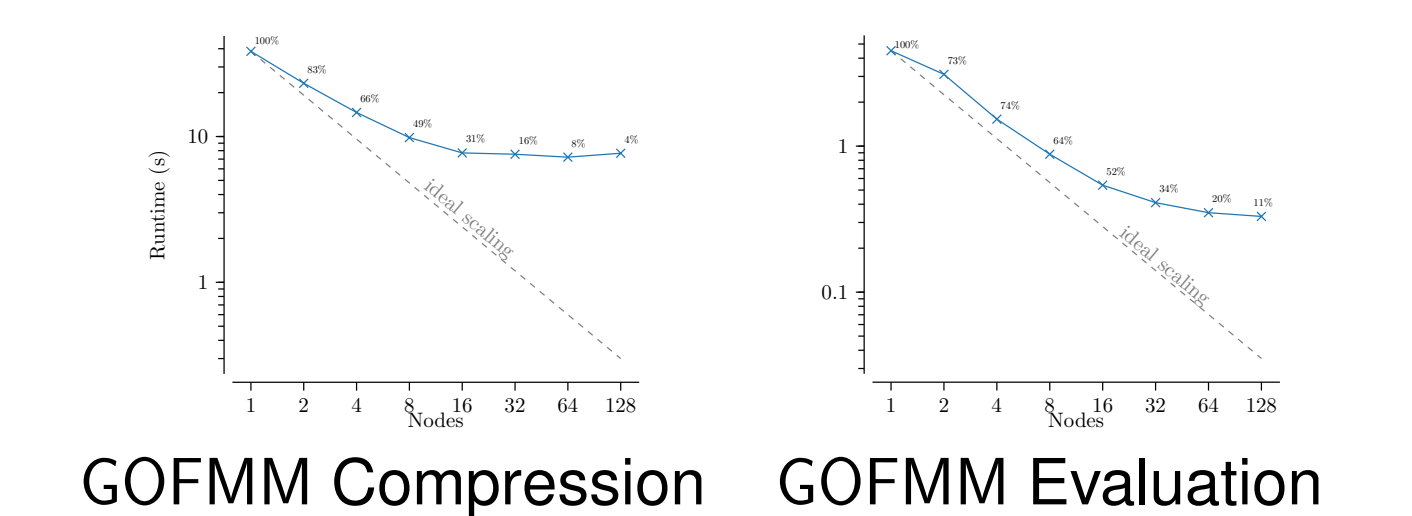 100%
83%
66%
49%
31%
16%
8%
4%
10
1
Runtime (s)
ideal scaling
1 2 4 8 16 32 64 128
Nodes
GOFMM Compression
100%
73%
74%
64%
52%
34%
20%
11%
1
0.1
ideal scaling
1 2 4 8 16 32 64 128
Nodes
GOFMM Evaluation